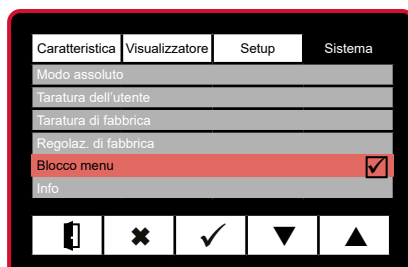 Caratteristica Visualizzatore Setup Sistema
Modo assoluto
Taratura dell'utente
Taratura di fabbrica
Regolaz. di fabbrica
Blocco menu
Info